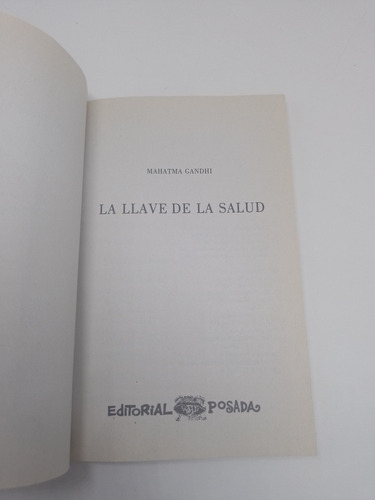 MAHATMA GANDHI
LA LLAVE DE LA SALUD
EDITORIAL POSADA